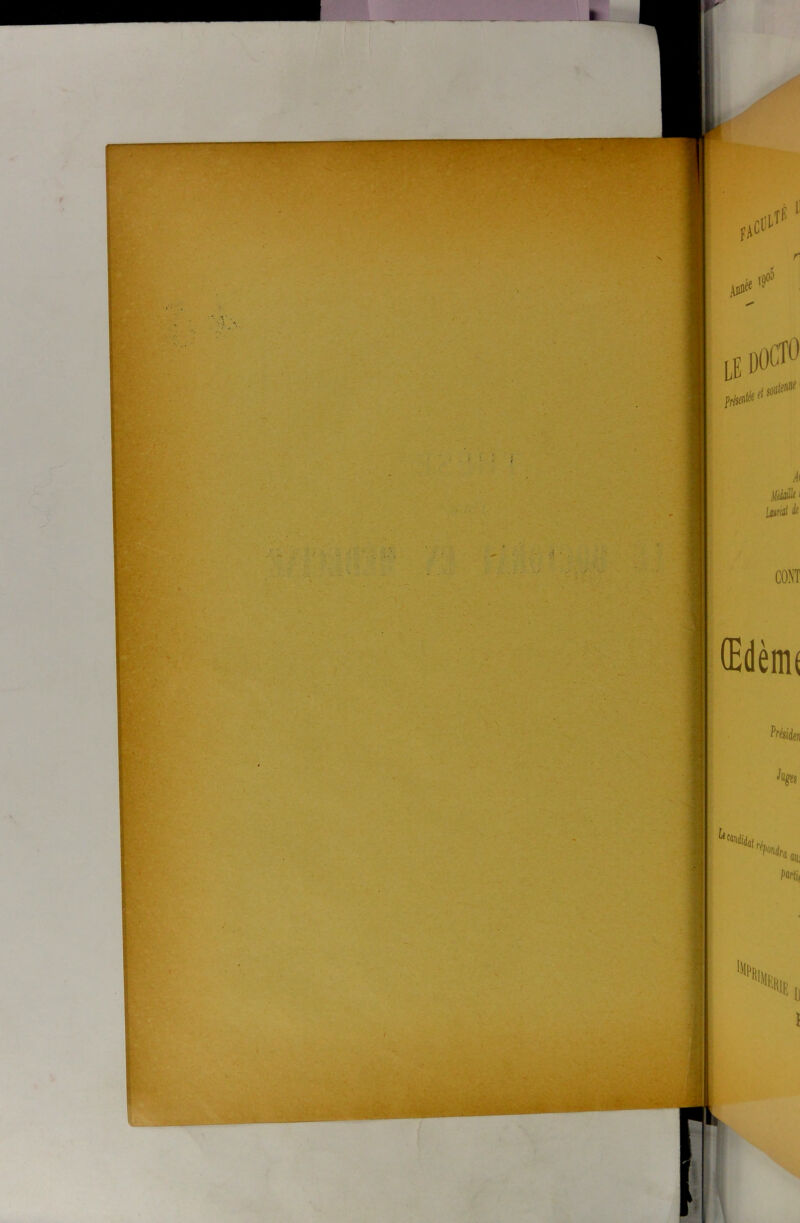 FACULTÉ
Année 1905
LE DOCTO
Présentée et soutenue
Médaille
Lauréat de
CONT
Œdème
Présiden
Juges
Le candidat répondra au
parti
IMPRIMERIE